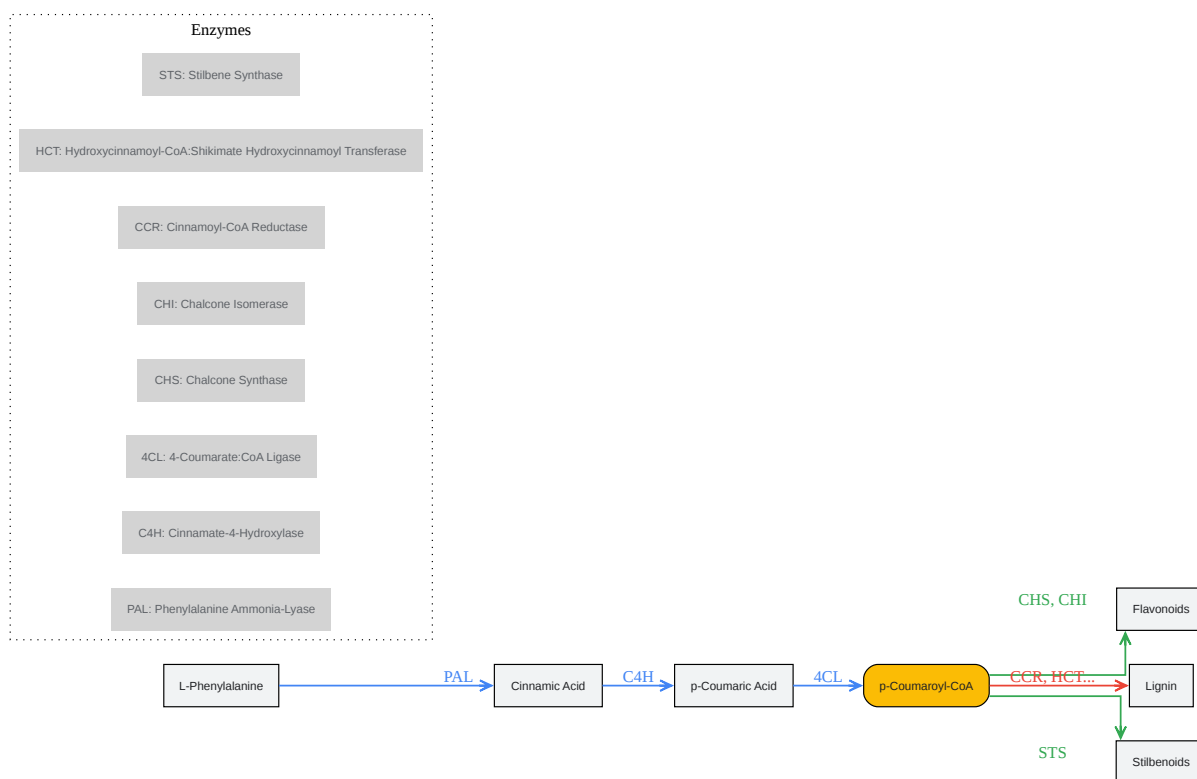 Enzymes
STS: Stilbene Synthase
HCT: Hydroxycinnamoyl-CoA:Shikimate Hydroxycinnamoyl Transferase
CCR: Cinnamoyl-CoA Reductase
CHI: Chalcone Isomerase
CHS: Chalcone Synthase
4CL: 4-Coumarate:CoA Ligase
C4H: Cinnamate-4-Hydroxylase
PAL: Phenylalanine Ammonia-Lyase
CHS, CHI
Flavonoids
L-Phenylalanine
PAL
Cinnamic Acid
C4H
p-Coumaric Acid
4CL
p-Coumaroyl-CoA
CCR, HCT...
Lignin
STS
Stilbenoids